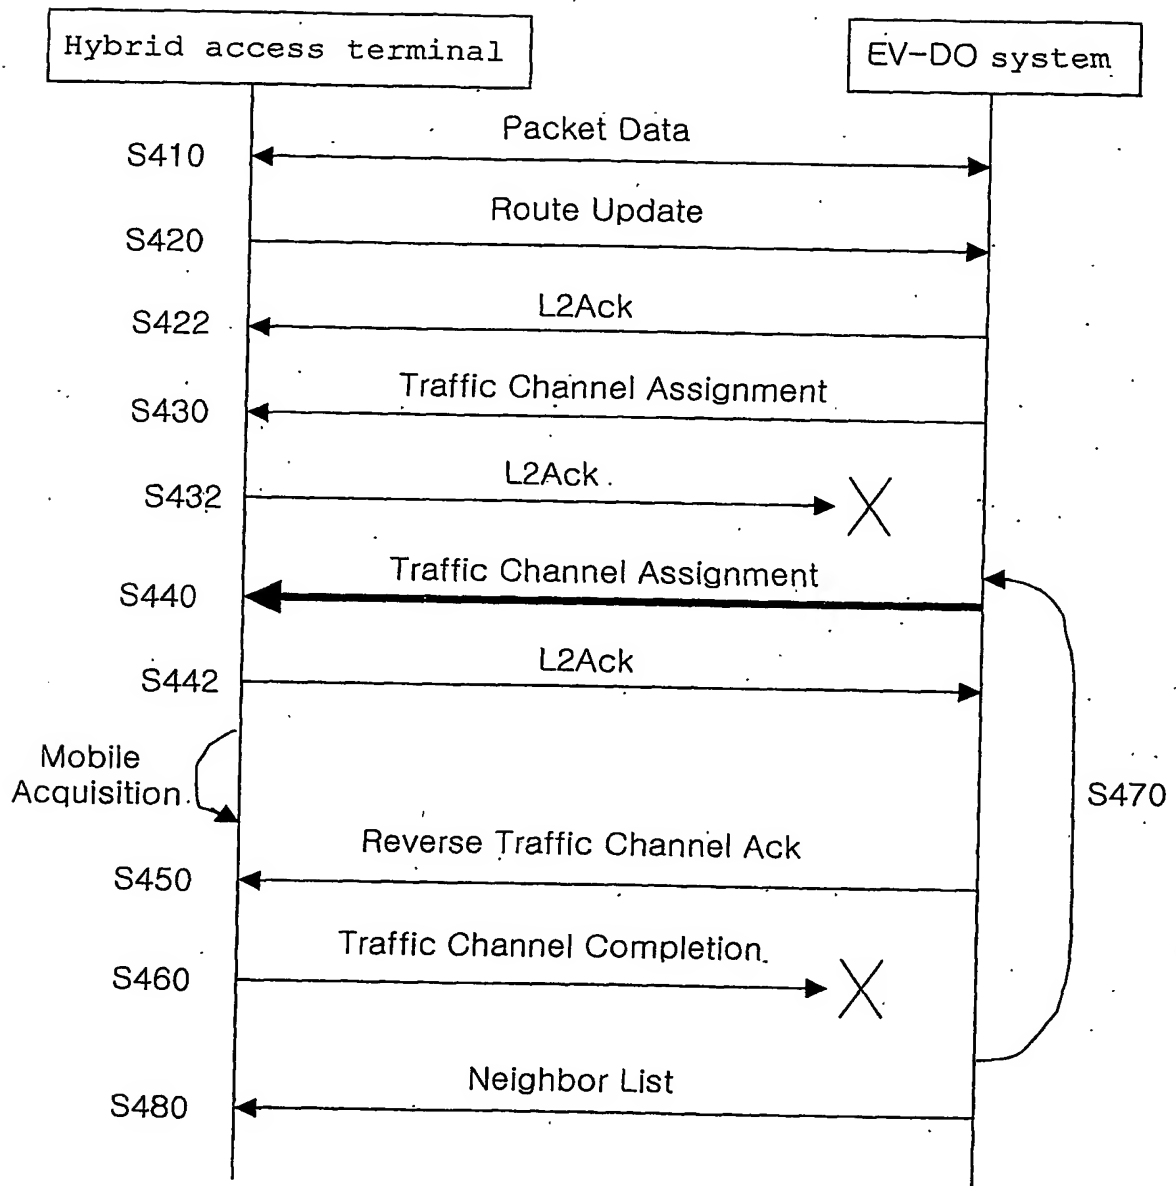 Hybrid access terminal
EV-DO system
Packet Data
S410
Route Update
S420
L2Ack
S422
Traffic Channel Assignment
S430
L2Ack
S432
Traffic Channel Assignment
S440
L2Ack
S442
Mobile
Acquisition
S470
Reverse Traffic Channel Ack
S450
Traffic Channel Completion
S460
Neighbor List
S480